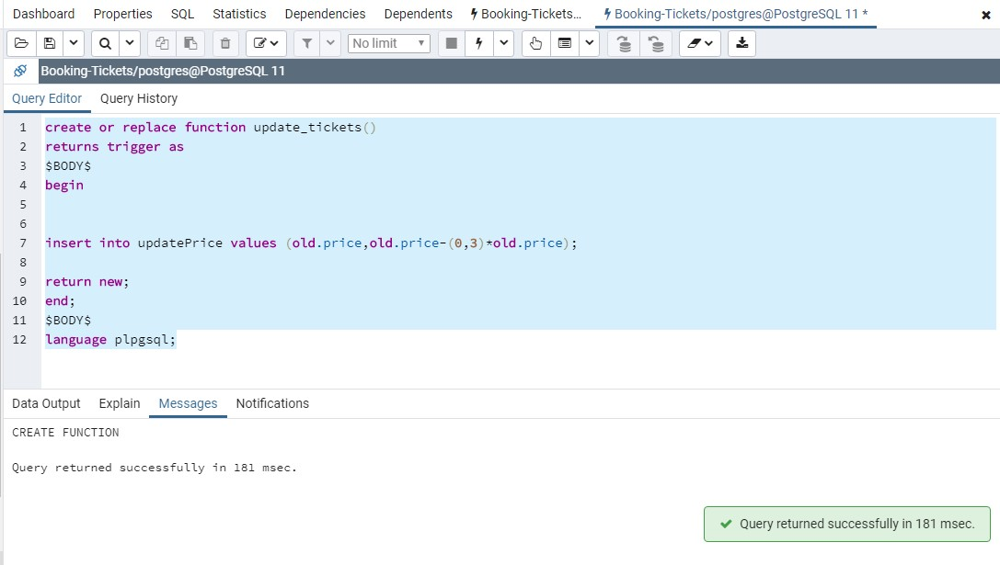 Dashboard Properties SQL Statistics Dependencies Dependents Booking-Tickets... Booking-Tickets/postgres@PostgreSQL 11 *
No limit
Booking-Tickets/postgres@PostgreSQL 11
Query Editor Query History
1 create or replace function update_tickets()
2 returns trigger as
3 $BODY$
4 begin
5
6
7 insert into updatePrice values (old.price,old.price-(0,3)*old.price);
8
9 return new;
10 end;
11 $BODY$
12 language plpgsql;
Data Output Explain Messages Notifications
CREATE FUNCTION
Query returned successfully in 181 msec.
Query returned successfully in 181 msec.